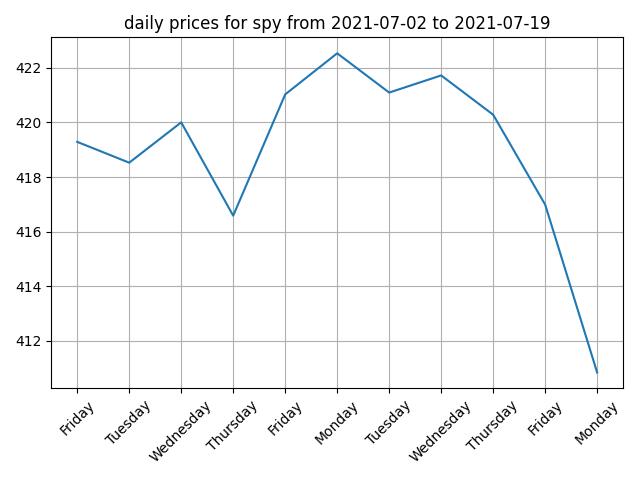 daily prices for spy from 2021-07-02 to 2021-07-19
422
420
418
416
414
412
Friday
Tuesday
Wednesday
Thursday
Friday
Monday
Tuesday
Wednesday
Thursday
Friday
Monday